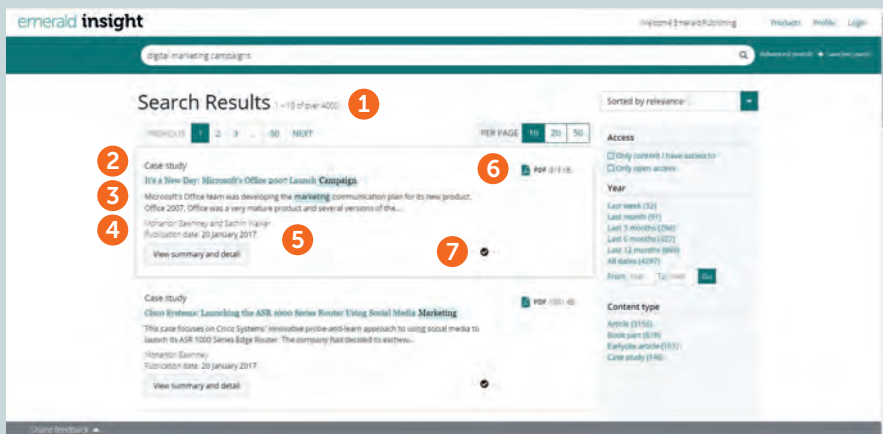 emerald insight
Welcome Emerald Publishing
Products Profile Login
digital marketing campaigns
Advanced search
Search Results 1 – 10 of over 4000
1
Sorted by relevance
PREVIOUS 1 2 3 ... 50 NEXT
PER PAGE 10 20 50
Access
Only content I have access to
Only open access
2
Case study
6
PDF
It's a New Day: Microsoft's Office 2007 Launch Campaign
3
Microsoft's Office team was developing the marketing communication plan for its new product,
Office 2007. Office was a very mature product and several versions of the...
4
Mohanbir Sawhney and Sachin Waikar
Publication date: 20 January 2017
5
View summary and detail
7
Year
Last week (32)
Last month (91)
Last 3 months
Last 6 months
Last 12 months
All dates
From: Year To: Year Go
Case study
PDF
Cisco Systems: Launching the ASR 1000 Series Router Using Social Media Marketing
This case focuses on Cisco Systems' innovative probe-and-learn approach to using social media to
launch its ASR 1000 Series Edge Router. The company had decided to eschew...
Mohanbir Sawhney
Publication date: 20 January 2017
View summary and detail
Content type
Article
Book part
Earlycite article
Case study
Share feedback